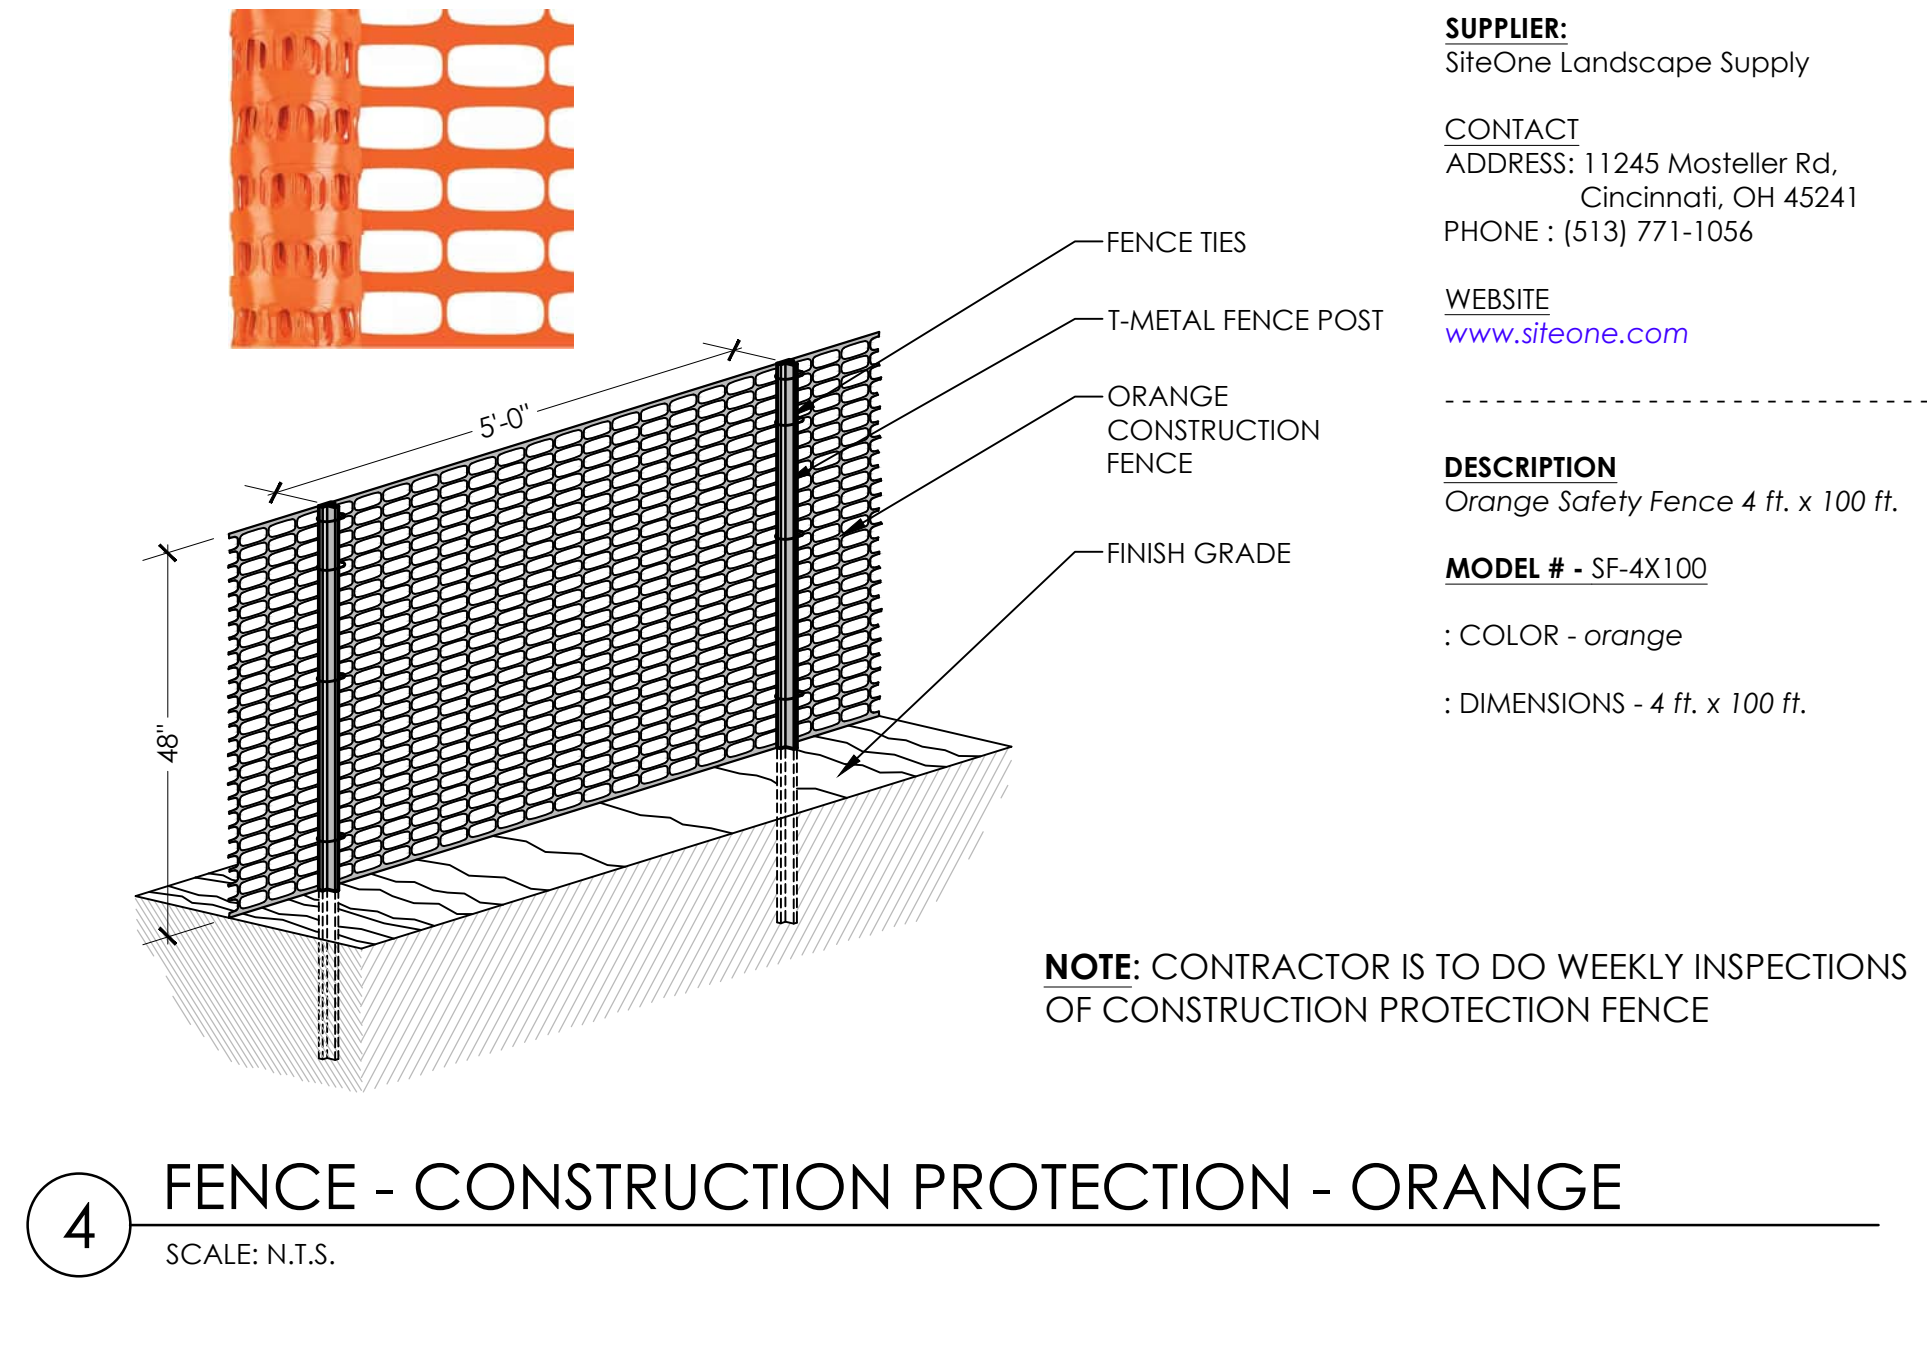 SUPPLIER:
SiteOne Landscape Supply
CONTACT
ADDRESS: 11245 Mosteller Rd,
Cincinnati, OH 45241
PHONE : (513) 771-1056
WEBSITE
www.siteone.com
DESCRIPTION
Orange Safety Fence 4 ft. x 100 ft.
MODEL # - SF-4X100
: COLOR - orange
: DIMENSIONS - 4 ft. x 100 ft.
FENCE TIES
T-METAL FENCE POST
ORANGE
CONSTRUCTION
FENCE
FINISH GRADE
5'-0"
48"
NOTE: CONTRACTOR IS TO DO WEEKLY INSPECTIONS
OF CONSTRUCTION PROTECTION FENCE
4
FENCE - CONSTRUCTION PROTECTION - ORANGE
SCALE: N.T.S.